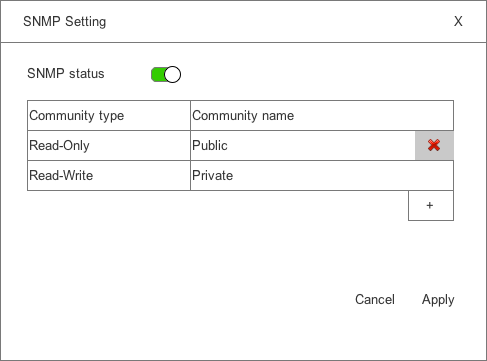 SNMP Setting X
SNMP status
Community type Community name
Read-Only Public
Read-Write Private
+
Cancel Apply